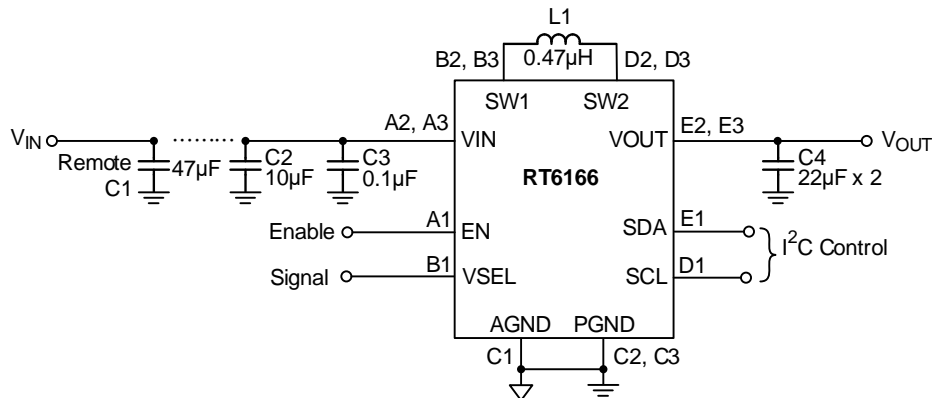 L1
0.47µH
B2, B3
D2, D3
SW1
SW2
V_IN
A2, A3
VIN
VOUT
E2, E3
V_OUT
Remote
C1
47µF
C2
10µF
C3
0.1µF
C4
22µF x 2
RT6166
Enable
A1
EN
SDA
E1
I²C Control
Signal
B1
VSEL
SCL
D1
AGND
PGND
C1
C2, C3